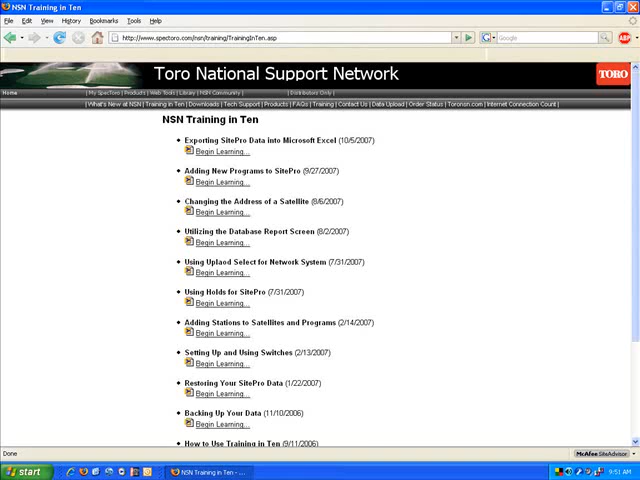 NSN Training in Ten
File Edit View History Bookmarks Tools Help
http://www.spectoro.com/nsn/training/TrainingInTen.asp
Google
ABP
Toro National Support Network
TORO
Home | My SpecToro | Products | Web Tools | Library | NSN Community | | Distributors Only |
| What's New at NSN | Training in Ten | Downloads | Tech Support | Products | FAQs | Training | Contact Us | Data Upload | Order Status | Toronsn.com | Internet Connection Count |
NSN Training in Ten
Exporting SitePro Data into Microsoft Excel (10/5/2007)
Begin Learning...
Adding New Programs to SitePro (9/27/2007)
Begin Learning...
Changing the Address of a Satellite (8/6/2007)
Begin Learning...
Utilizing the Database Report Screen (8/2/2007)
Begin Learning...
Using Uplaod Select for Network System (7/31/2007)
Begin Learning...
Using Holds for SitePro (7/31/2007)
Begin Learning...
Adding Stations to Satellites and Programs (2/14/2007)
Begin Learning...
Setting Up and Using Switches (2/13/2007)
Begin Learning...
Restoring Your SitePro Data (1/22/2007)
Begin Learning...
Backing Up Your Data (11/10/2006)
Begin Learning...
How to Use Training in Ten (9/11/2006)
Done
McAfee SiteAdvisor
start
NSN Training in Ten - ...
9:51 AM